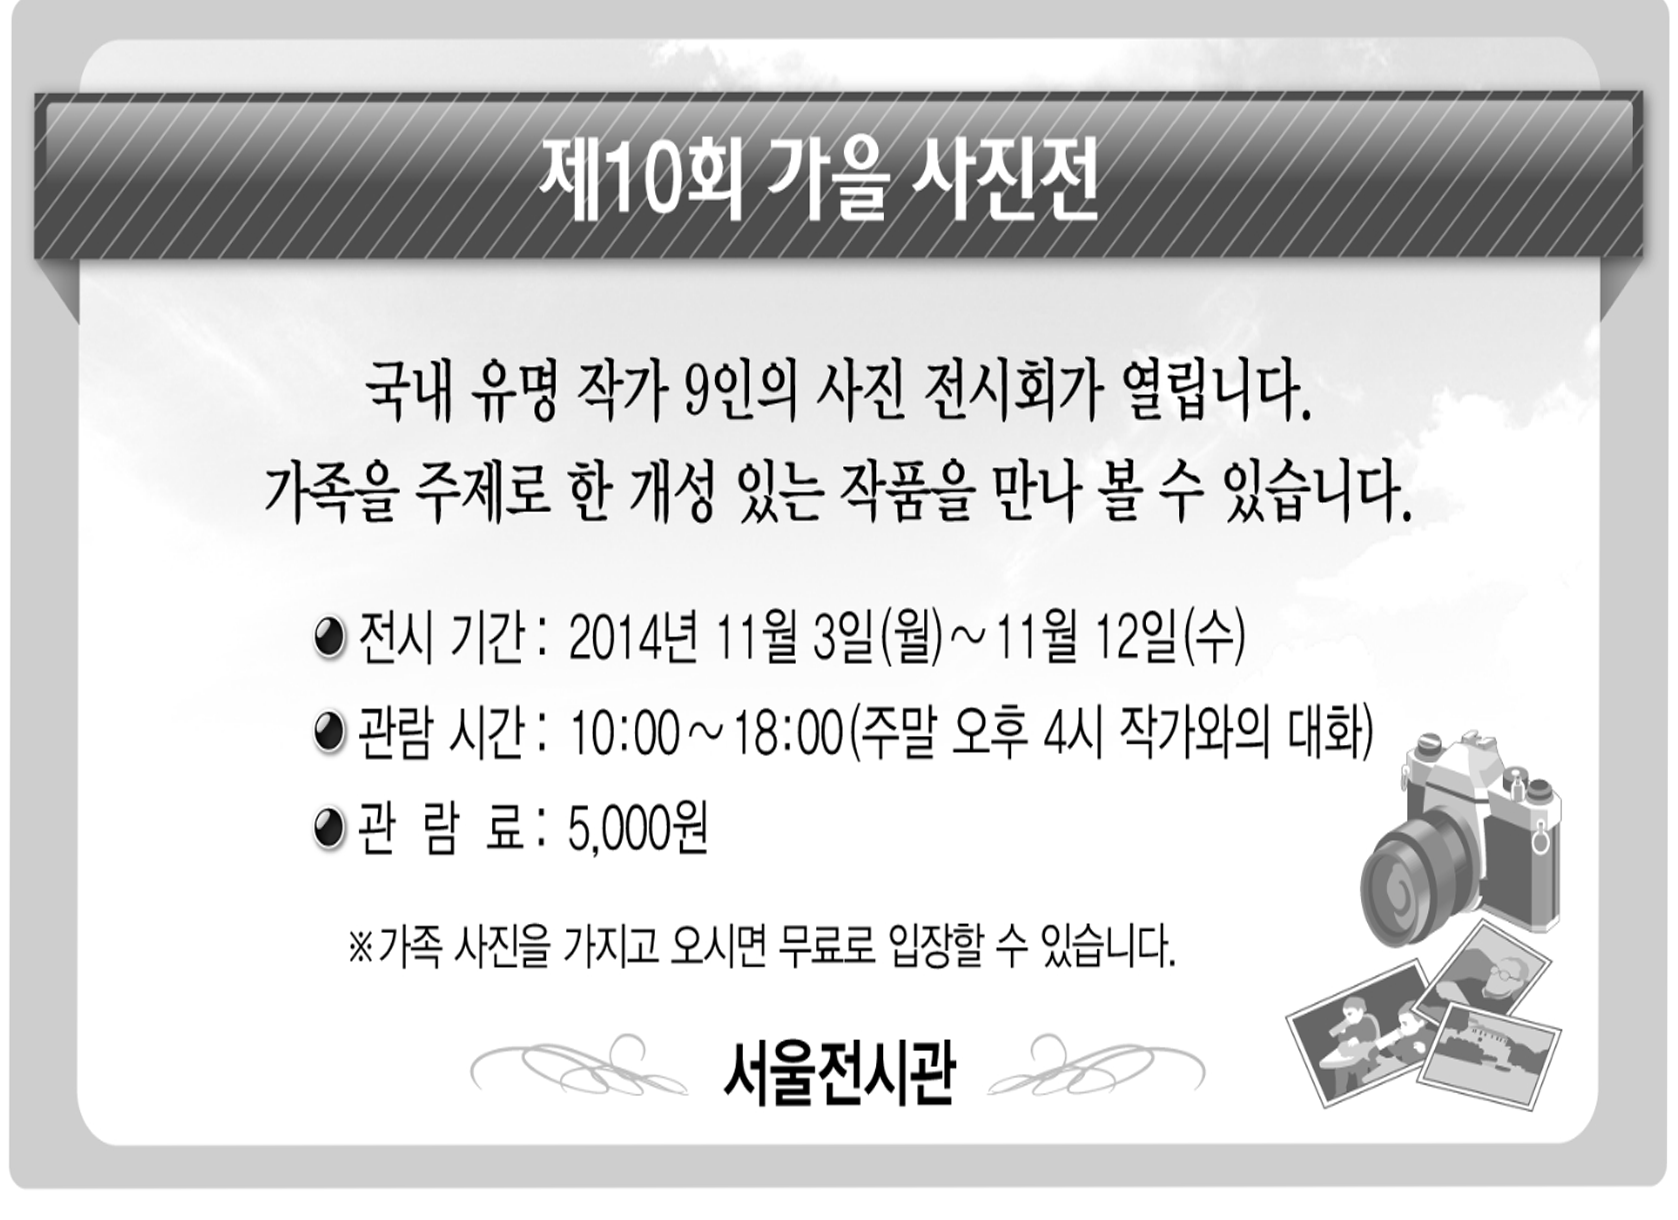 제10회 가을 사진전
국내 유명 작가 9인의 사진 전시회가 열립니다.
가족을 주제로 한 개성 있는 작품을 만나 볼 수 있습니다.
전시 기간 : 2014년 11월 3일(월)~11월 12일(수)
관람 시간 : 10:00~18:00(주말 오후 4시 작가와의 대화)
관 람 료 : 5,000원
※가족 사진을 가지고 오시면 무료로 입장할 수 있습니다.
서울전시관